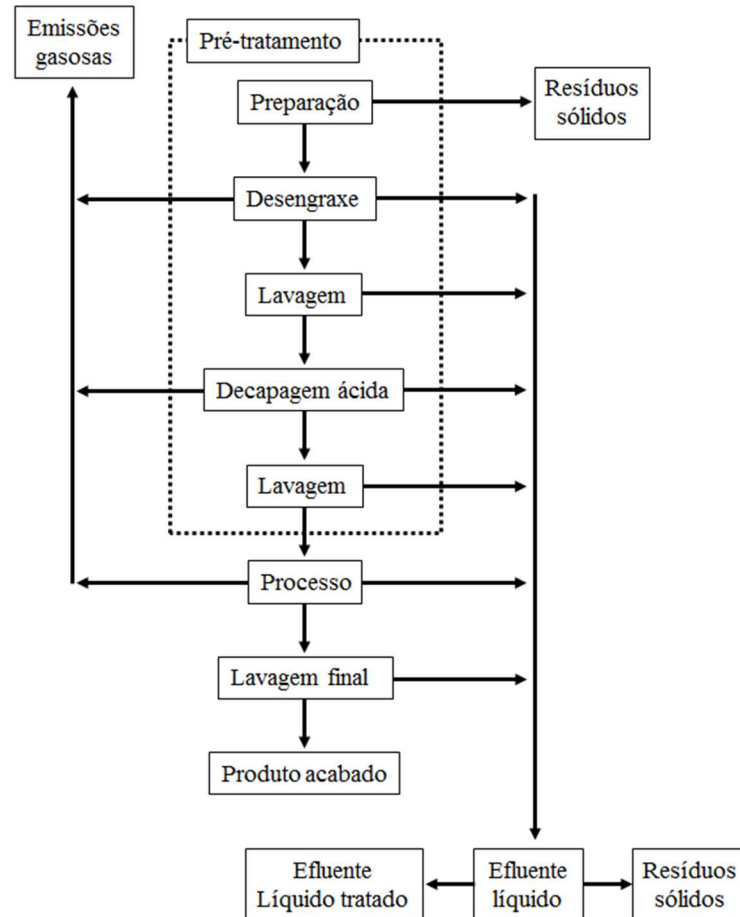 Emissões
gasosas
Pré-tratamento
Preparação
Resíduos
sólidos
Desengraxe
Lavagem
Decapagem ácida
Lavagem
Processo
Lavagem final
Produto acabado
Efluente
Líquido tratado
Efluente
líquido
Resíduos
sólidos